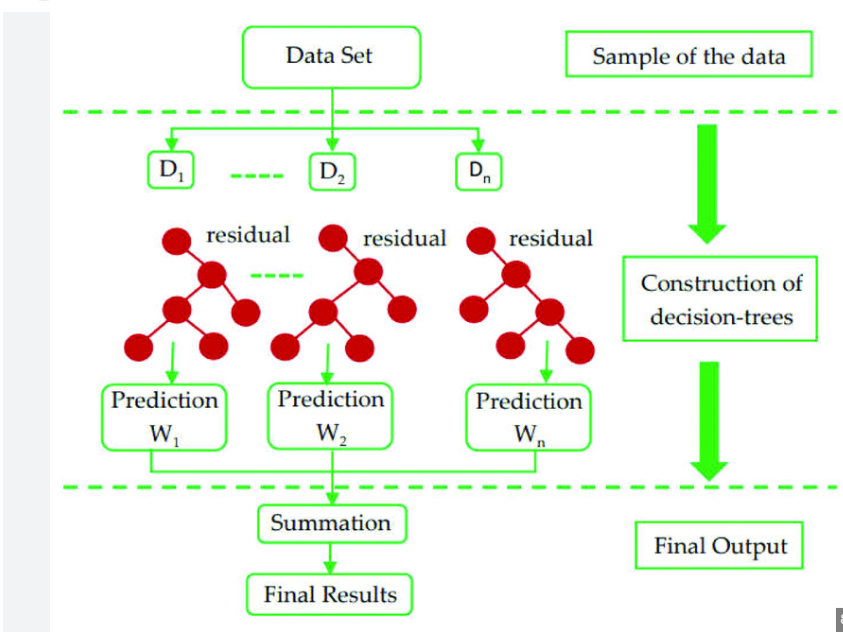 Data Set
Sample of the data
D₁
D₂
Dₙ
residual
residual
residual
Construction of
decision-trees
Prediction
W₁
Prediction
W₂
Prediction
Wₙ
Summation
Final Output
Final Results